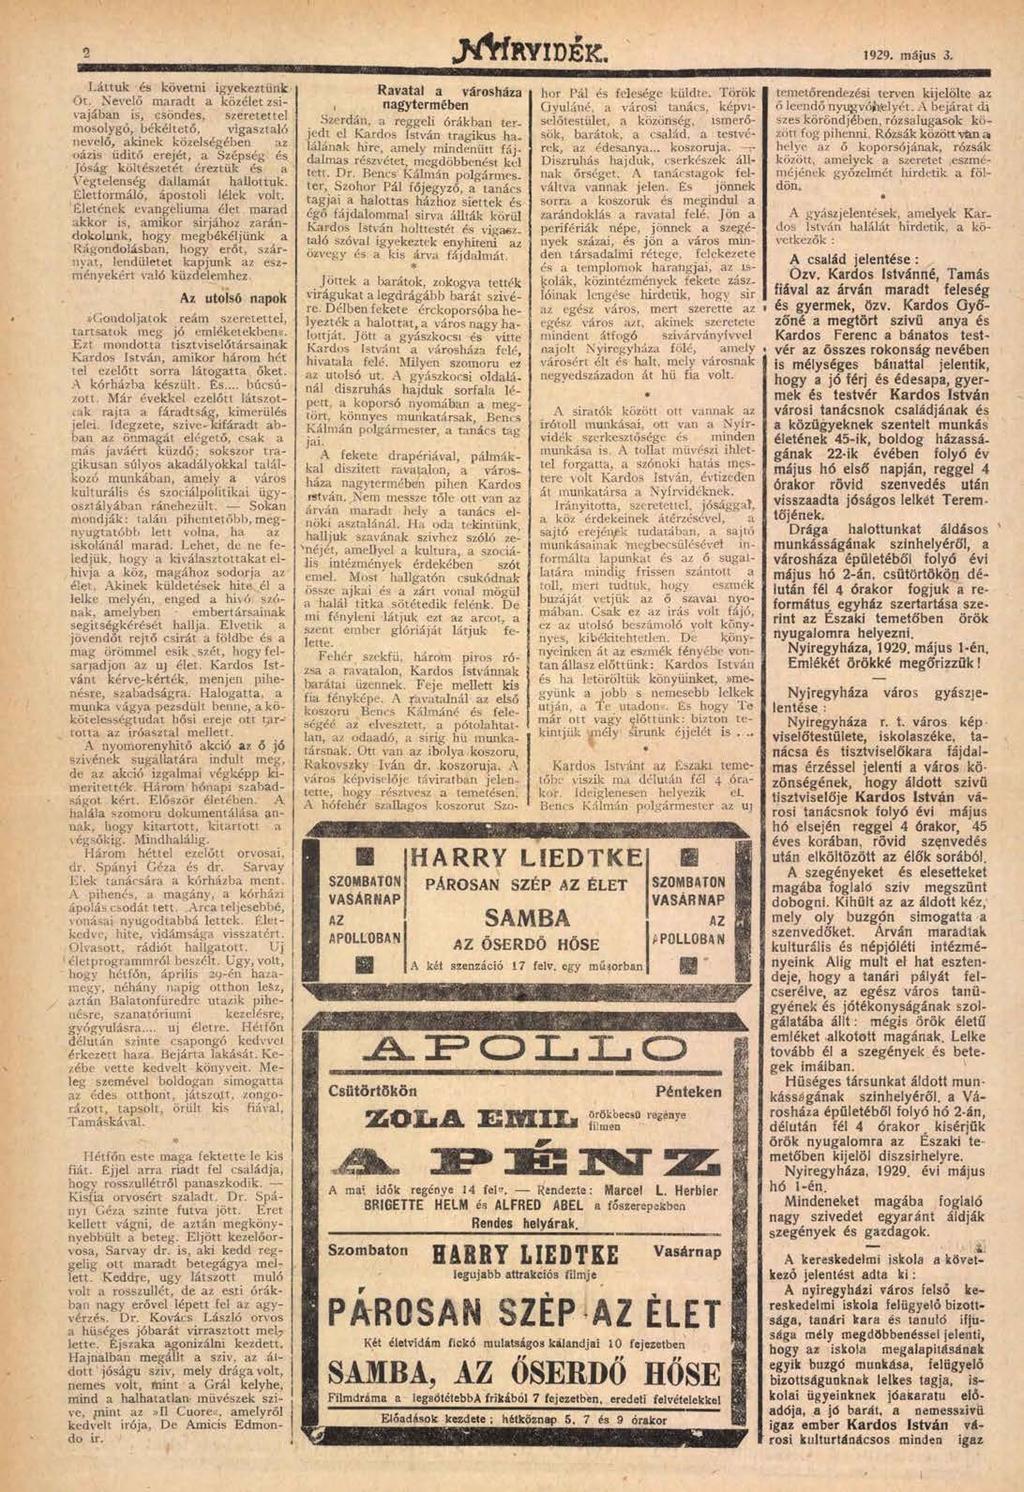 2
NYÍRVIDÉK.
1929. május 3.
Láttuk és követni igyekeztünk
Öt. Nevelő maradt a közélet zsi-
vajában is, csöndes, szeretettel
mosolygó, békéltető, vigasztaló
nevelő, akinek közelségében az
oázis üditő erejét, a Szépség és
Jóság költészetét éreztük és a
Végtelenség dallamát hallottuk.
Életformáló, apostoli lélek volt.
Életének evangeliuma élet marad
akkor is, amikor sirjához zarán-
dokolunk, hogy megbékéljünk a
Rágondolásban, hogy erőt, szár-
nyat, lendületet kapjunk az esz-
ményekért való küzdelemhez.
Az utolsó napok
»Gondoljatok reám szeretettel,
tartsatok meg jó emléketekben«.
Ezt mondotta tisztviselőtársainak
Kardos István, amikor három hét
tel ezelőtt sorra látogatta őket.
A kórházba készült. És.... búcsú-
zott. Már évekkel ezelőtt látszot-
tak rajta a fáradtság, kimerülés
jelei. Idegzete, szive kifáradt ab-
ban az önmagát elégető, csak a
más javáért küzdő; sokszor tra-
gikusan súlyos akadályokkal talál-
kozó munkában, amely a város
kulturális és szociálpolitikai ügy-
osztályában ránehezült. — Sokan
mondják: talán pihentetőbb, meg-
nyugtatóbb lett volna, ha az
iskolánál marad. Lehet, de ne fe-
ledjük, hogy a kiválasztottakat el-
hivja a köz, magához sodorja az
élet. Akinek küldetések hite él a
lelke melyén, enged a hivó szó-
nak, amelyben embertársainak
segitségkérését hallja. Elvetik a
jövendőt rejtő csirát a földbe és a
mag örömmel esik szét, hogy fel-
sarjadjon az uj élet. Kardos Ist-
vánt kérve-kérték, menjen pihe-
nésre, szabadságra. Halogatta, a
munka vágya pezsdült benne, a kö-
kötelességtudat hősi ereje ott tar-
totta az iróasztal mellett.
A nyomorenyhitő akció az ő jó
szivének sugallatára indult meg,
de az akció izgalmai végképp ki-
meritették. Három hónapi szabad-
ságot kért. Először életében. A
halála szomoru dokumentálása an-
nak, hogy kitartott, kitartott a
végsőkig. Mindhalálig.
Három héttel ezelőtt orvosai,
dr. Spányi Géza és dr. Sarvay
Elek tanácsára a kórházba ment.
A pihenés, a magány, a kórházi
ápolás csodát tett. Arca teljesebbé,
vonásai nyugodtabbá lettek. Élet-
kedve, hite, vidámsága visszatért.
Olvasott, rádiót hallgatott. Uj
életprogrammról beszélt. Ugy, volt,
hogy hétfőn, április 29-én haza-
megy, néhány napig otthon lesz,
aztán Balatonfüredre utazik pihe-
nésre, szanatóriumi kezelésre,
gyógyulásra.... uj életre. Hétfőn
délután szinte csapongó kedvvel
érkezett haza. Bejárta lakását. Ke-
zébe vette kedvelt könyveit. Me-
leg szemével boldogan simogatta
az édes otthont, játszott, zongo-
rázott, tapsolt, örült kis fiával,
Tamáskával.
*
Hétfőn este maga fektette le kis
fiát. Éjjel arra riadt fel családja,
hogy rosszullétről panaszkodik. —
Kisfia orvosért szaladt. Dr. Spá-
nyi Géza szinte futva jött. Eret
kellett vágni, de aztán megköny-
nyebbült a beteg. Eljött kezelőor-
vosa, Sarvay dr. is, aki kedd reg-
gelig ott maradt betegágya mel-
lett. Keddre, ugy látszott muló
volt a rosszullét, de az esti órák-
ban nagy erővel lépett fel az agy-
vérzés. Dr. Kovács László orvos
a hüséges jóbarát virrasztott mel-
lette. Éjszaka agonizálni kezdett.
Hajnalban megállt a sziv, az ál-
dott jóságu sziv, mely drága volt,
nemes volt, mint a Grál kelyhe,
mind a halhatatlan művészek szi-
ve, mint az »Il Cuore«, amelyről
kedvelt irója, De Amicis Edmon-
do ir.
Ravatal a városháza
nagytermében
Szerdán, a reggeli órákban ter-
jedt el Kardos István tragikus ha-
lálának hire, amely mindenütt fáj-
dalmas részvétet, megdöbbenést kel
tett. Dr. Bencs Kálmán polgármes-
ter, Szohor Pál főjegyző, a tanács
tagjai a halottas házhoz siettek és
égő fájdalommal sirva állták körül
Kardos István holttestét és vigasz-
taló szóval igyekeztek enyhiteni az
özvegy és a kis árva fájdalmát.
*
Jöttek a barátok, zokogva tették
virágukat a legdrágább barát szivé-
re. Délben fekete érckoporsóba he-
lyezték a halottat, a város nagy ha-
lottját. Jött a gyászkocsi és vitte
Kardos Istvánt a városháza felé,
hivatala felé. Milyen szomoru ez
az utolsó ut. A gyászkocsi oldalá-
nál diszruhás hajduk sorfala lé-
pett, a koporsó nyomában a meg-
tört, könnyes munkatársak, Bencs
Kálmán polgármester, a tanács tag
jai.
A fekete drapériával, pálmák-
kal diszitett ravatalon, a város-
háza nagytermében pihen Kardos
István. Nem messze tőle ott van az
árván maradt hely a tanács el-
nöki asztalánál. Ha oda tekintünk,
halljuk szavának szivhez szóló ze-
néjét, amellyel a kultura, a szociá-
lis intézmények érdekében szót
emel. Most hallgatón csukódnak
össze ajkai és a zárt vonal mögül
a halál titka sötétedik felénk. De
mi fényleni látjuk ezt az arcot, a
szent ember glóriáját látjuk fe-
lette.
Fehér szekfü, három piros ró-
zsa a ravatalon, Kardos Istvánnak
barátai üzennek. Feje mellett kis
fia fényképe. A ravatalnál az első
koszoru Bencs Kálmáné és fele-
ségéé az elvesztett, a pótolahtat-
lan, az odaadó, a sirig hü munka-
társnak. Ott van az ibolya koszoru,
Rakovszky Iván dr. koszoruja. A
város képviselője táviratban jelen-
tette, hogy résztvesz a temetésen.
A hófehér szallagos koszorut Szo-
hor Pál és felesége küldte. Török
Gyuláné, a városi tanács, képvi-
selőtestület, a közönség, ismerő-
sök, barátok, a család, a testvé-
rek, az édesanya... koszoruja. —
Diszruhás hajduk, cserkészek áll-
nak őrséget. A tanácstagok fel-
váltva vannak jelen. És jönnek
sorra a koszoruk és megindul a
zarándoklás a ravatal felé. Jön a
perifériák népe, jönnek a szegé-
nyek százai, és jön a város min-
den társadalmi rétege, felekezete
és a templomok harangjai, az is-
kolák, közintézmények fekete zász-
lóinak lengése hirdetik, hogy sir
az egész város, mert szerette az
egész város azt, akinek szeretete
mindent átfogó szivárványivvel
hajolt Nyiregyháza fölé, amely
városért élt és halt, mely városnak
negyedszázadon át hű fia volt.
*
A siratók között ott vannak az
irótoll munkásai, ott van a Nyír-
vidék szerkesztősége és minden
munkása is. A tollat müvészi ihlet-
tel forgatta, a szónoki hatás mes-
tere volt Kardos István, évtizeden
át munkatársa a Nyírvidéknek.
Irányitotta, szeretettel, jósággal,
a köz érdekeinek átérzésével, a
sajtó erejének tudatában, a sajtó
munkásainak megbecsülésével in-
formálta lapunkat és az ő sugal-
latára mindig frissen szántott a
toll, mert tudtuk, hogy eszmék
buzáját vetjük az ő szavai nyo-
mában. Csak ez az irás volt fájó,
ez az utolsó beszámoló volt köny-
nyes, kibékitehtetlen. De köny-
nyeinken át az eszmék fényébe von-
tan állasz előttünk: Kardos István
és ha letöröltük könyüinket, »me-
gyünk a jobb s nemesebb lelkek
utján, a Te utadon«. És hogy Te
már ott vagy előttünk: bizton te-
kintjük mély sirunk éjjelét is . ..
*
Kardos Istvánt az Északi teme-
tőbe viszik ma délután fél 4 óra-
kor. Ideiglenesen helyezik el.
Bencs Kálmán polgármester az uj
temetőrendezési terven kijelölte az
ő leendő nyugvóhelyét. A bejárat di
szes köröndjében, rózsalugasok kö-
zött fog pihenni. Rózsák között van a
helye az ő koporsójának, rózsák
között, amelyek a szeretet eszmé-
méjének győzelmét hirdetik a föl-
dön.
*
A gyászjelentések, amelyek Kar-
dos István halálát hirdetik, a kö-
vetkezők :
A család jelentése :
Özv. Kardos Istvánné, Tamás
fiával az árván maradt feleség
és gyermek, özv. Kardos Győ-
zőné a megtört szivü anya és
Kardos Ferenc a bánatos test-
vér az összes rokonság nevében
is mélységes bánattal jelentik,
hogy a jó férj és édesapa, gyer-
mek és testvér Kardos István
városi tanácsnok családjának és
a közügyeknek szentelt munkás
életének 45-ik, boldog házassá-
gának 22-ik évében folyó év
május hó első napján, reggel 4
órakor rövid szenvedés után
visszaadta jóságos lelkét Terem-
tőjének.
Drága halottunkat áldásos
munkásságának szinhelyéről, a
városháza épületéből folyó évi
május hó 2-án, csütörtökön dé-
lután fél 4 órakor fogjuk a re-
formátus egyház szertartása sze-
rint az Északi temetőben örök
nyugalomra helyezni.
Nyiregyháza, 1929. május 1-én.
Emlékét örökké megőrizzük !
Nyiregyháza város gyászje-
lentése :
Nyiregyháza r. t. város kép
viselőtestülete, iskolaszéke, ta-
nácsa és tisztviselőkara fájdal-
mas érzéssel jelenti a város kö-
zönségének, hogy áldott szivü
tisztviselője Kardos István vá-
rosi tanácsnok folyó évi május
hó elsején reggel 4 órakor, 45
éves korában, rövid szenvedés
után elköltözött az élők sorából.
A szegényeket és elesetteket
magába foglaló sziv megszünt
dobogni. Kihült az az áldott kéz,
mely oly buzgón simogatta a
szenvedőket. Árván maradtak
kulturális és népjóléti intézmé-
nyeink Alig mult el hat eszten-
deje, hogy a tanári pályát fel-
cserélve, az egész város tanü-
gyének és jótékonyságának szol-
gálatába állt : mégis örök életü
emléket alkotott magának. Lelke
tovább él a szegények és bete-
gek imáiban.
Hüséges társunkat áldott mun-
kásságának szinhelyéről, a Vá-
rosháza épületéből folyó hó 2-án,
délután fél 4 órakor kisérjük
örök nyugalomra az Északi te-
metőben kijelöl diszsirhelyre.
Nyiregyháza, 1929. évi május
hó 1-én.
Mindeneket magába foglaló
nagy szivedet egyaránt áldják
szegények és gazdagok.
A kereskedelmi iskola a követ-
kező jelentést adta ki :
A nyiregyházi város felső ke-
reskedelmi iskola felügyelő bizott-
sága, tanári kara és tanuló ifju-
sága mély megdöbbenéssel jelenti,
hogy az iskola megalapitásának
egyik buzgó munkása, felügyelő
bizottságunknak lelkes tagja, is-
kolai ügyeinknek jóakaratu elő-
adója, a jó barát, a nemesszivü
igaz ember Kardos István vá-
rosi kulturtánácsos minden igaz
SZOMBATON
VASÁRNAP
AZ
APOLLOBAN
HARRY LIEDTKE
PÁROSAN SZÉP AZ ÉLET
SAMBA
AZ ŐSERDŐ HŐSE
A két szenzáció 17 felv. egy műsorban
SZOMBATON
VASÁRNAP
AZ
APOLLOBAN
APOLLO
Csütörtökön
Pénteken
ZOLA EMIL
örökbecsü regénye
filmen
A PÉNZ
A mai idők regénye 14 felv. — Rendezte: Marcel L. Herbier
BRIGETTE HELM és ALFRED ABEL a főszerepekben
Rendes helyárak.
Szombaton
HARRY LIEDTKE
Vasárnap
legujabb attrakciós filmje
PÁROSAN SZÉP AZ ÉLET
Két életvidám fickó mulatságos kalandjai 10 fejezetben
SAMBA, AZ ŐSERDŐ HŐSE
Filmdráma a legsötétebb Afrikából 7 fejezetben, eredeti felvételekkel
Előadások kezdete ; hétköznap 5, 7 és 9 órakor